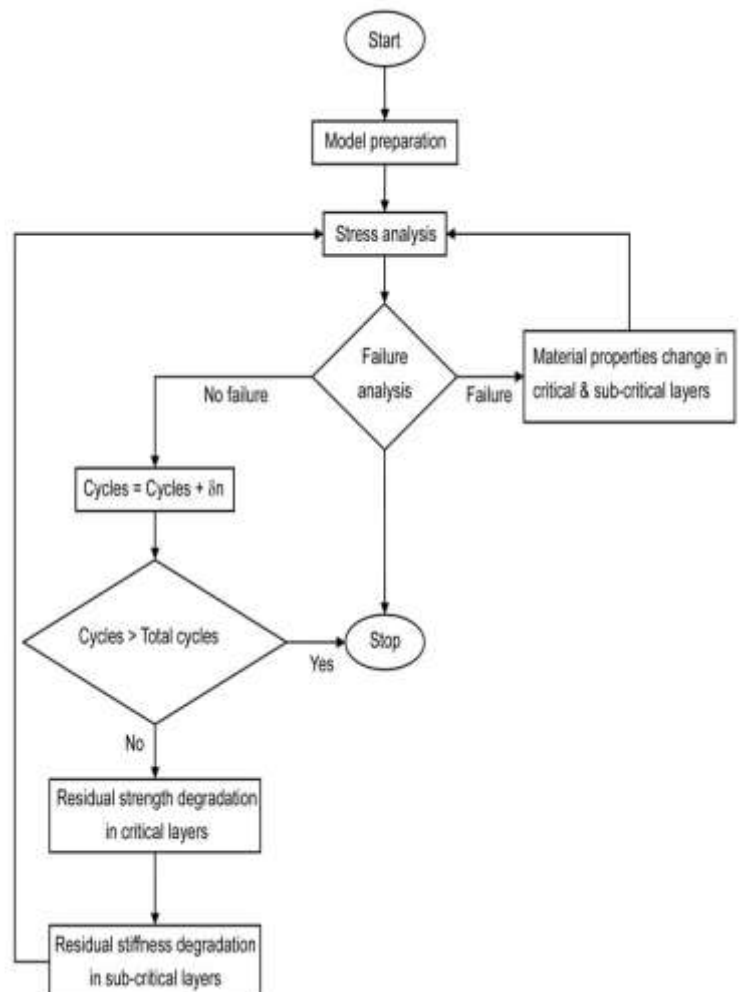 Start
Model preparation
Stress analysis
Failure
analysis
No failure
Failure
Material properties change in
critical & sub-critical layers
Cycles = Cycles + δn
Cycles > Total cycles
Yes
Stop
No
Residual strength degradation
in critical layers
Residual stiffness degradation
in sub-critical layers